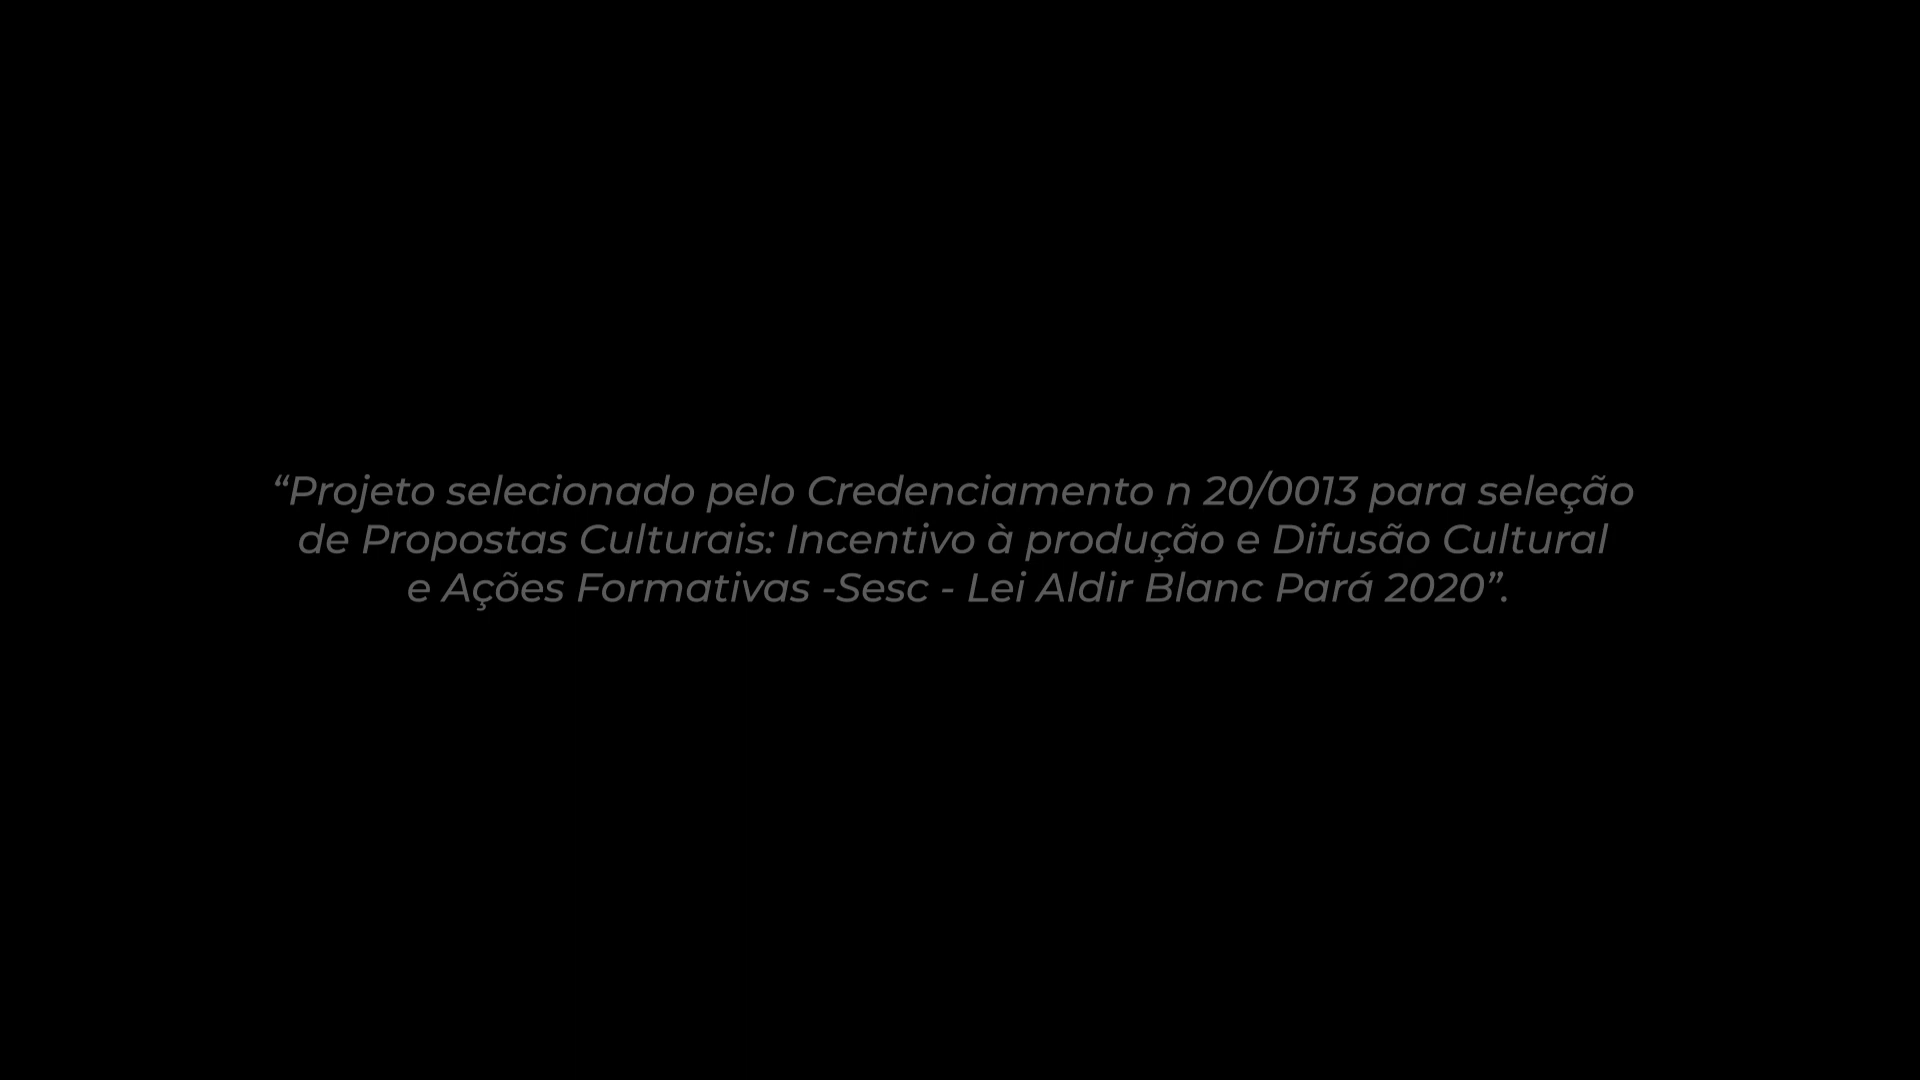 “Projeto selecionado pelo Credenciamento n 20/0013 para seleção
de Propostas Culturais: Incentivo à produção e Difusão Cultural
e Ações Formativas -Sesc - Lei Aldir Blanc Pará 2020”.